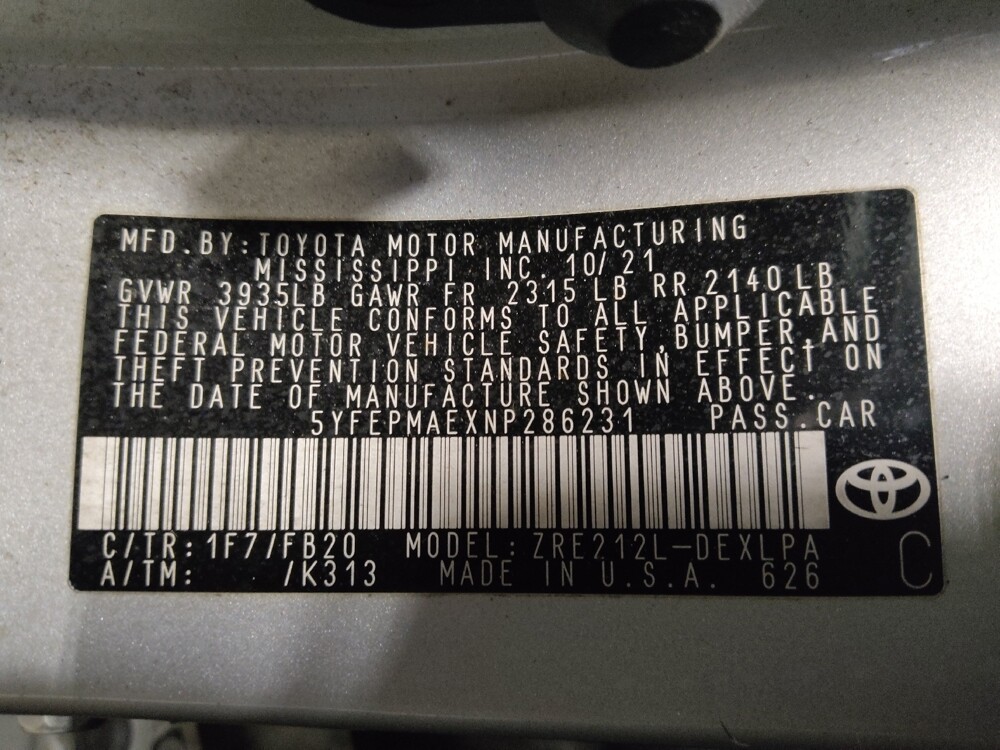 MFD.BY:TOYOTA MOTOR MANUFACTURING
MISSISSIPPI INC. 10/21
GVWR 3935LB GAWR FR 2315 LB RR 2140 LB
THIS VEHICLE CONFORMS TO ALL APPLICABLE
FEDERAL MOTOR VEHICLE SAFETY,BUMPER,AND
THEFT PREVENTION STANDARDS IN EFFECT ON
THE DATE OF MANUFACTURE SHOWN ABOVE.
5YFEPMAEXNP286231 PASS.CAR
C/TR: 1F7/FB20 MODEL: ZRE212L-DEXLPA
A/TM: /K313 MADE IN U.S.A. 626
C